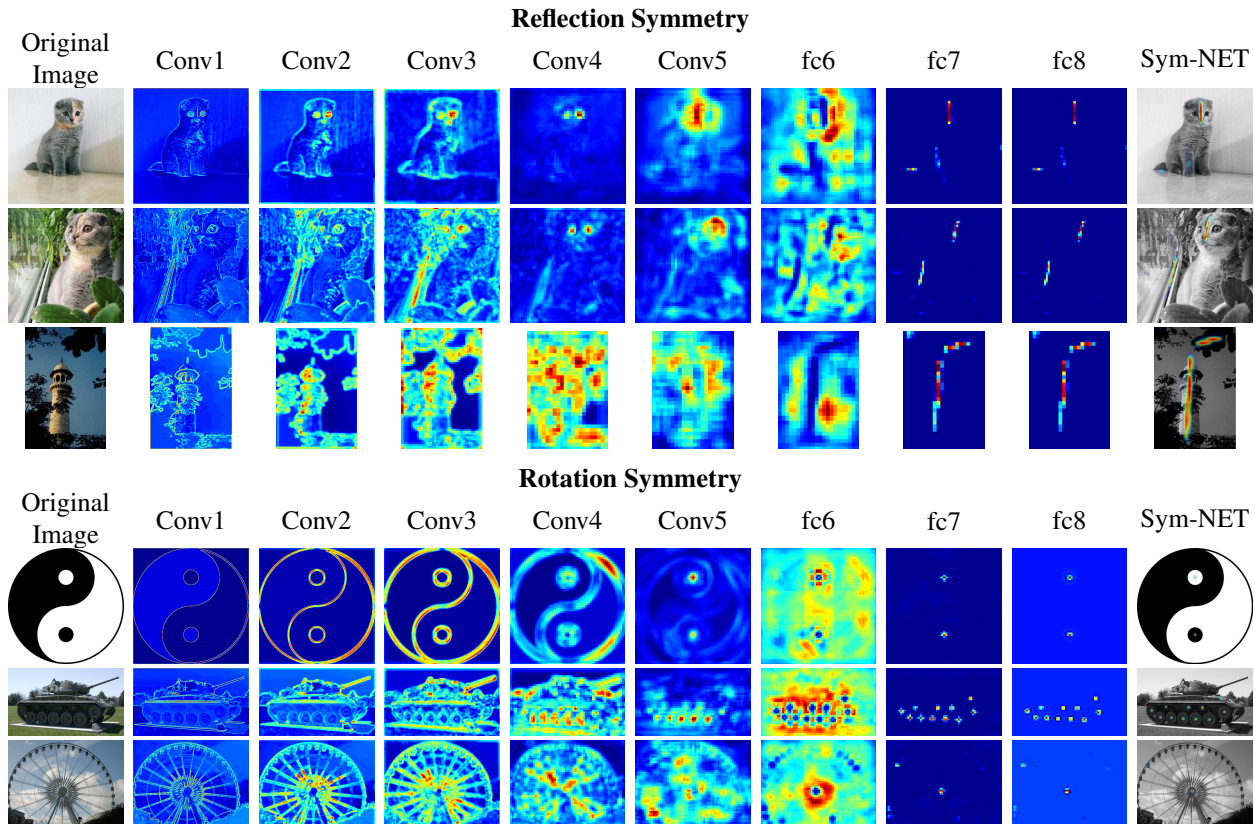 Reflection Symmetry
Original Image Conv1 Conv2 Conv3 Conv4 Conv5 fc6 fc7 fc8 Sym-NET
Rotation Symmetry
Original Image Conv1 Conv2 Conv3 Conv4 Conv5 fc6 fc7 fc8 Sym-NET